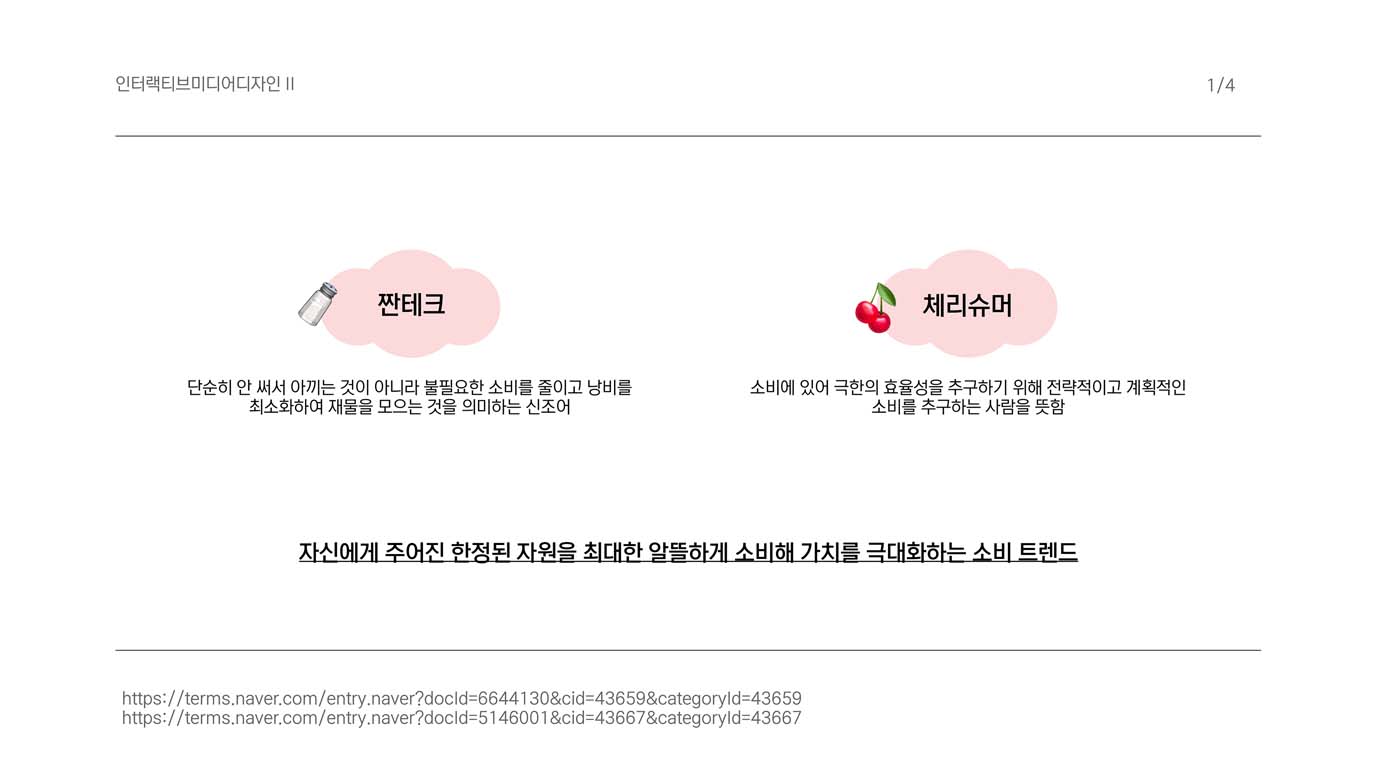 인터랙티브미디어디자인 II
1/4
짠테크
체리슈머
단순히 안 써서 아끼는 것이 아니라 불필요한 소비를 줄이고 낭비를
최소화하여 재물을 모으는 것을 의미하는 신조어
소비에 있어 극한의 효율성을 추구하기 위해 전략적이고 계획적인
소비를 추구하는 사람을 뜻함
자신에게 주어진 한정된 자원을 최대한 알뜰하게 소비해 가치를 극대화하는 소비 트렌드
https://terms.naver.com/entry.naver?docId=6644130&cid=43659&categoryId=43659
https://terms.naver.com/entry.naver?docId=5146001&cid=43667&categoryId=43667